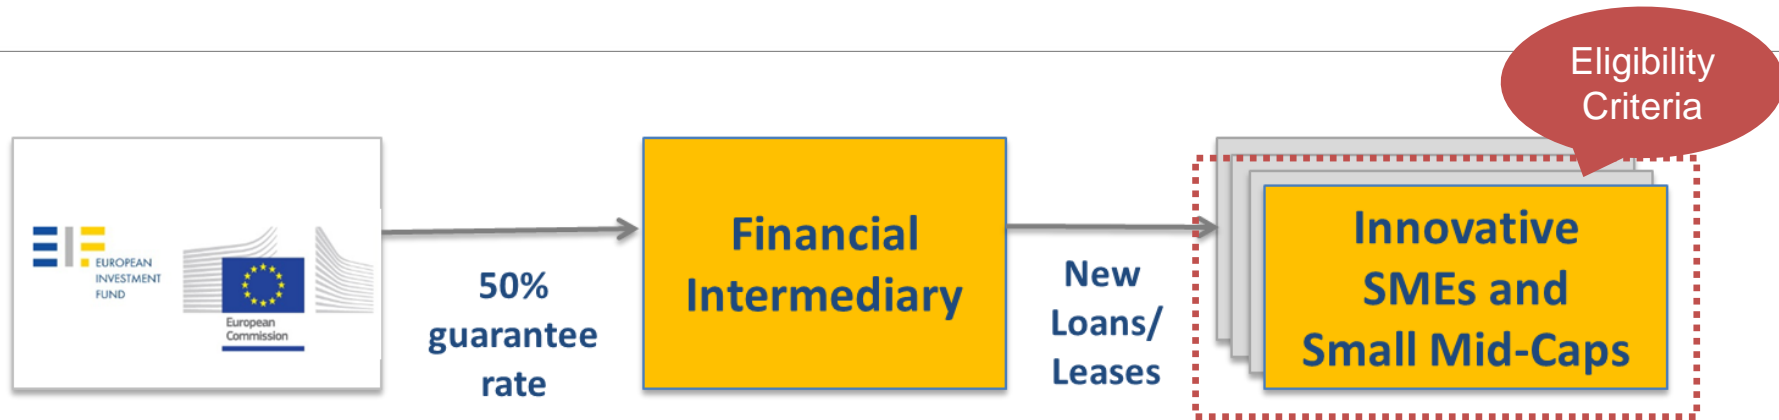 Eligibility
Criteria
EIF
EUROPEAN
INVESTMENT
FUND
European
Commission
50%
guarantee
rate
Financial
Intermediary
New
Loans/
Leases
Innovative
SMEs and
Small Mid-Caps